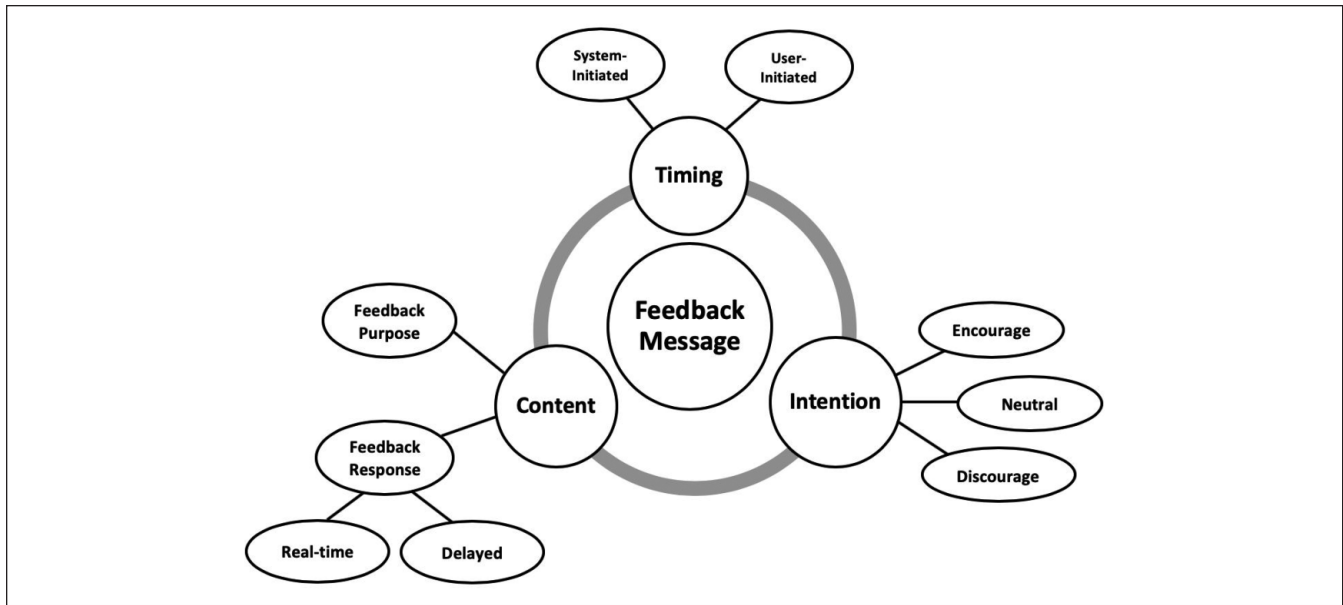 System-
Initiated
User-
Initiated
Timing
Feedback
Message
Feedback
Purpose
Content
Feedback
Response
Real-time
Delayed
Intention
Encourage
Neutral
Discourage